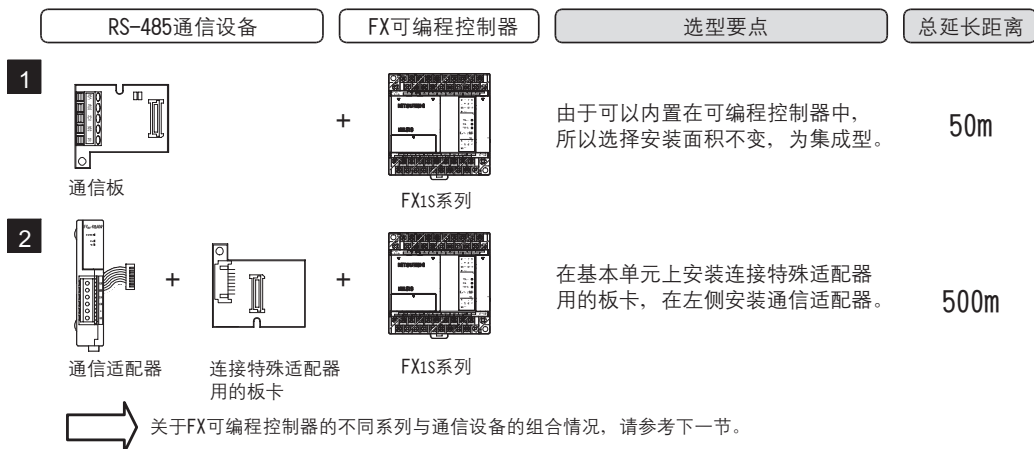 RS-485通信设备
FX可编程控制器
选型要点
总延长距离
1
+
由于可以内置在可编程控制器中，
所以选择安装面积不变，为集成型。
50m
通信板
FX1S系列
2
+
+
在基本单元上安装连接特殊适配器
用的板卡，在左侧安装通信适配器。
500m
通信适配器
连接特殊适配器
用的板卡
FX1S系列
关于FX可编程控制器的不同系列与通信设备的组合情况，请参考下一节。